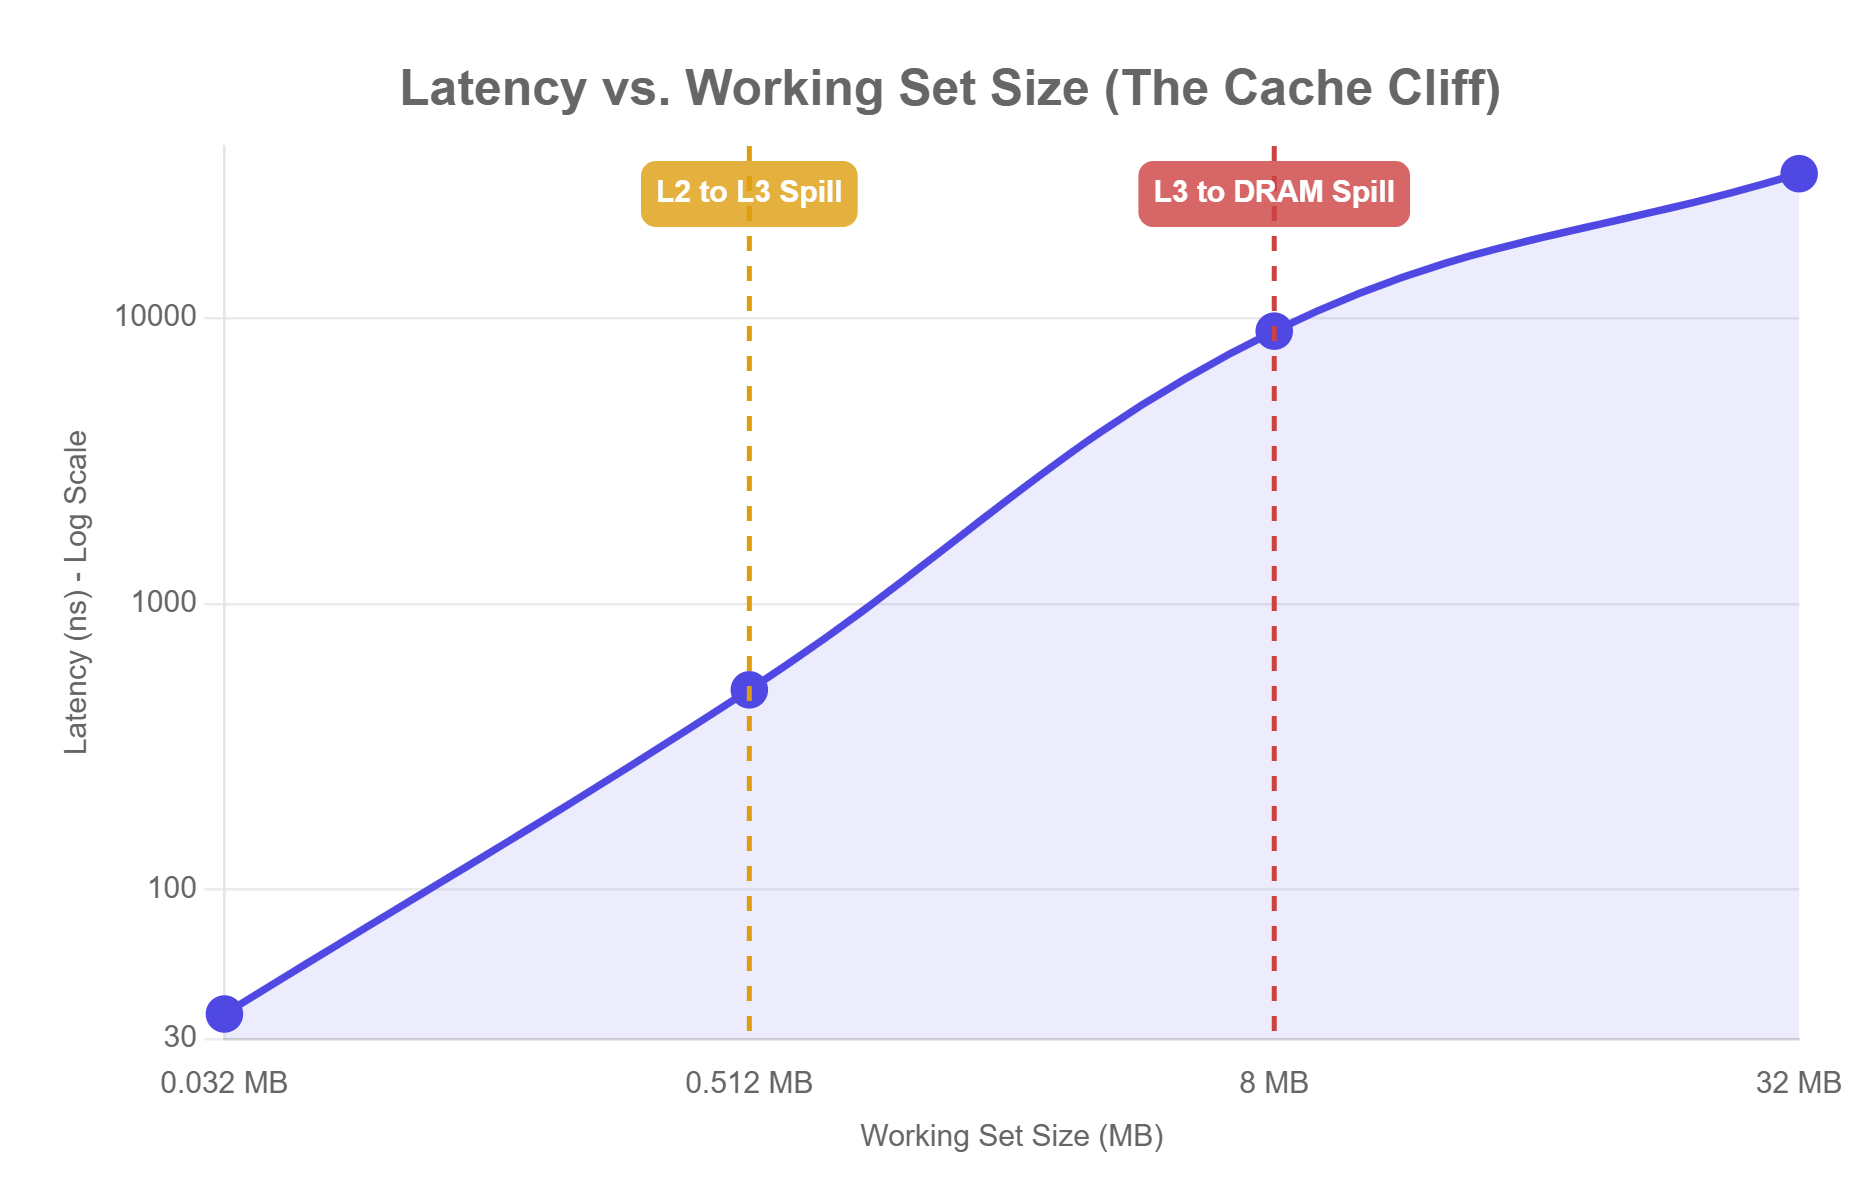 Latency vs. Working Set Size (The Cache Cliff)
L2 to L3 Spill
L3 to DRAM Spill
10000
1000
100
30
Latency (ns) - Log Scale
0.032 MB
0.512 MB
8 MB
32 MB
Working Set Size (MB)